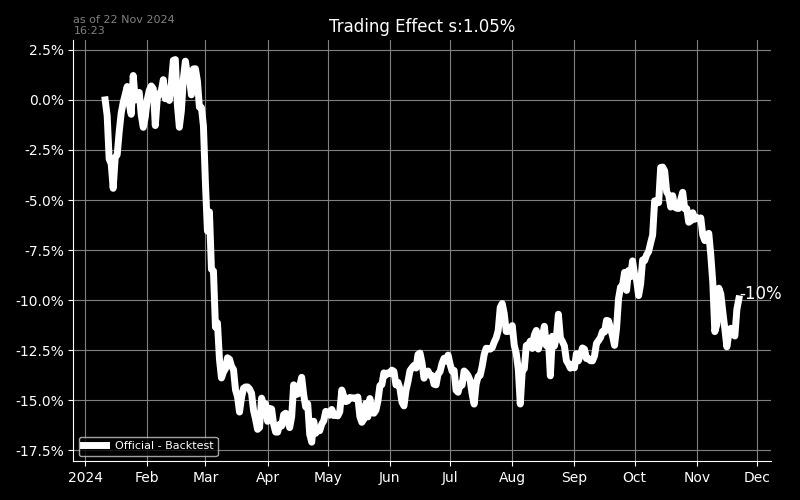 as of 22 Nov 2024
16:23
Trading Effect s:1.05%
2.5%
0.0%
-2.5%
-5.0%
-7.5%
-10.0%
-12.5%
-15.0%
-17.5%
-10%
Official - Backtest
2024 Feb Mar Apr May Jun Jul Aug Sep Oct Nov Dec